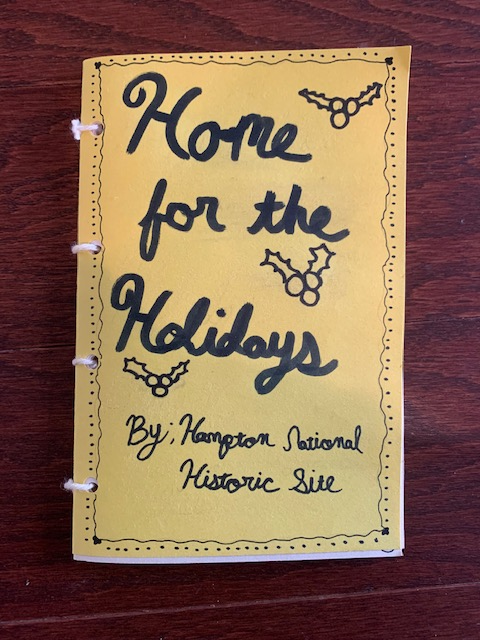 Home
for the
Holidays
By; Hampton National
Historic Site